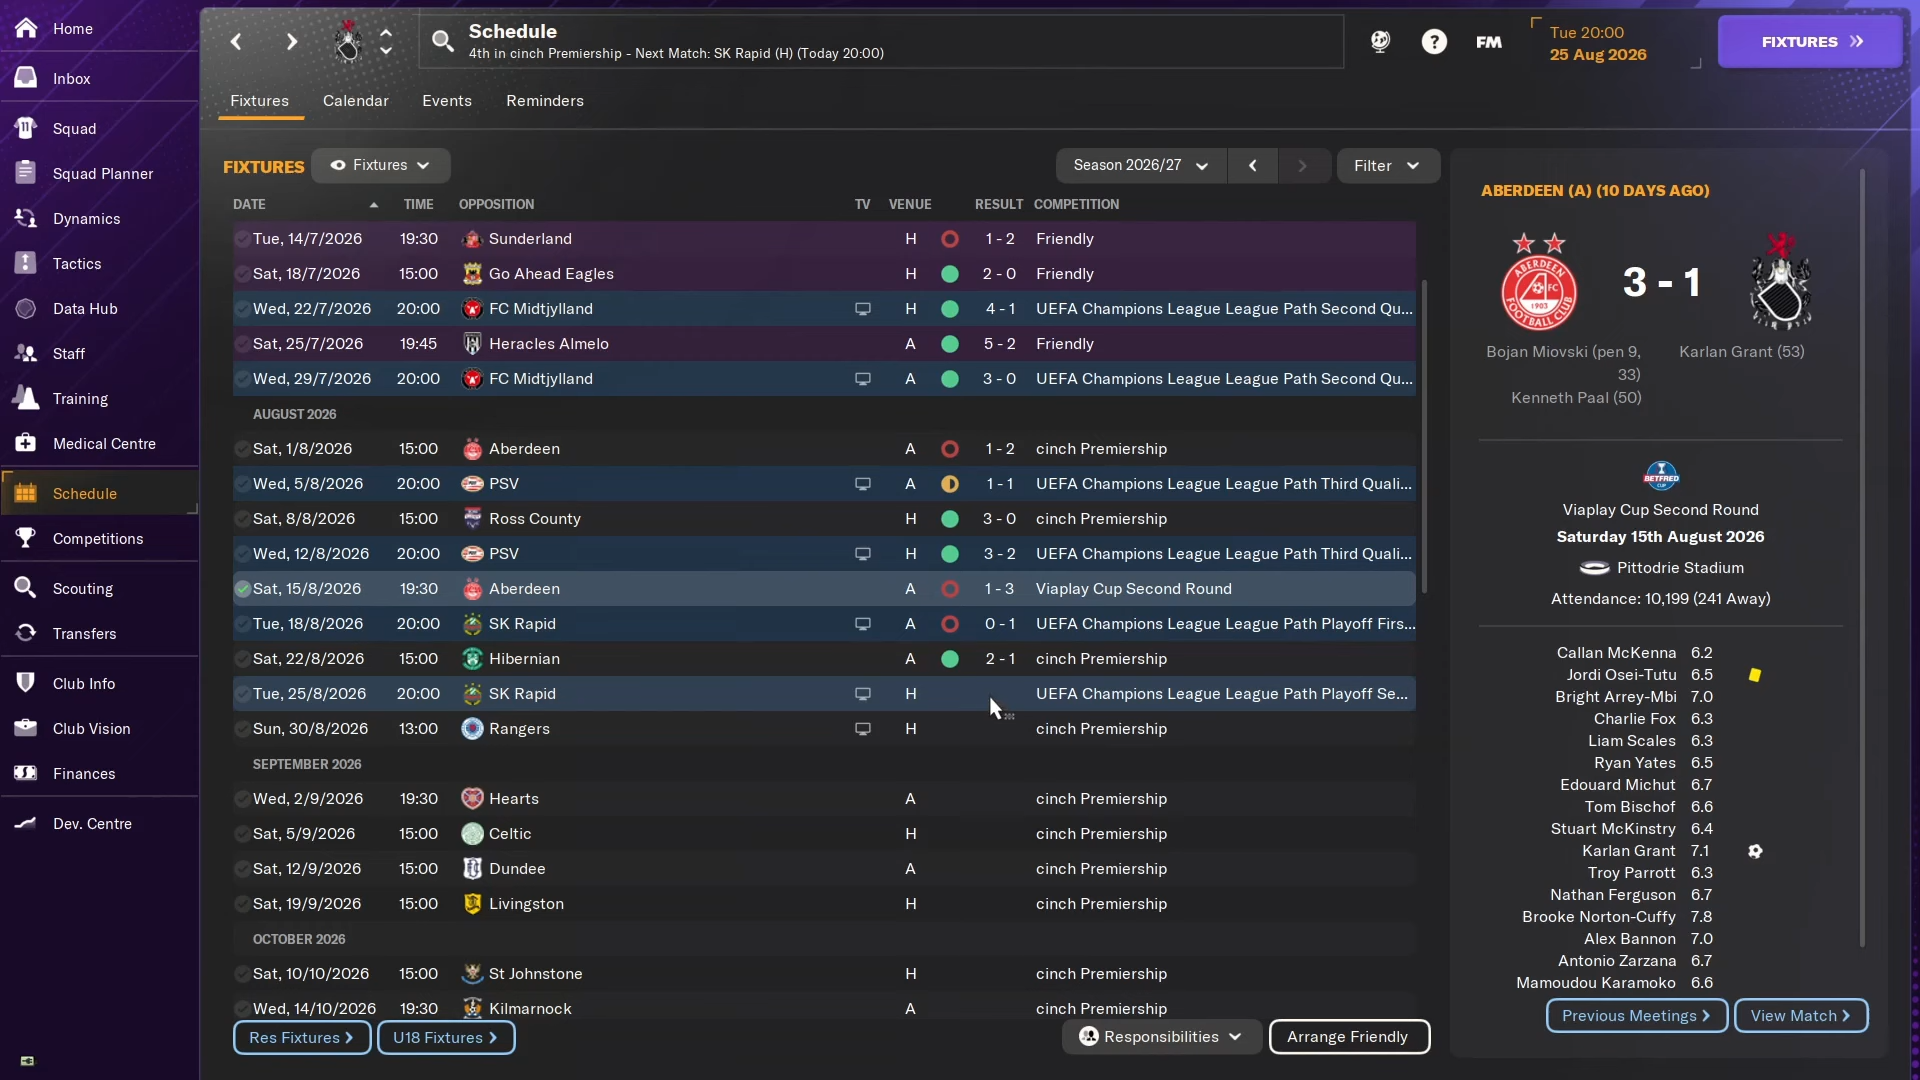 Home
Inbox
Squad
Squad Planner
Dynamics
Tactics
Data Hub
Staff
Training
Medical Centre
Schedule
Competitions
Scouting
Transfers
Club Info
Club Vision
Finances
Dev. Centre
Schedule
4th in cinch Premiership - Next Match: SK Rapid (H) (Today 20:00)
FM
Tue 20:00
25 Aug 2026
FIXTURES
Fixtures Calendar Events Reminders
FIXTURES Fixtures Season 2026/27 Filter
DATE TIME OPPOSITION TV VENUE RESULT COMPETITION
Tue, 14/7/2026 19:30 Sunderland H 1 - 2 Friendly
Sat, 18/7/2026 15:00 Go Ahead Eagles H 2 - 0 Friendly
Wed, 22/7/2026 20:00 FC Midtjylland H 4 - 1 UEFA Champions League League Path Second Qu...
Sat, 25/7/2026 19:45 Heracles Almelo A 5 - 2 Friendly
Wed, 29/7/2026 20:00 FC Midtjylland A 3 - 0 UEFA Champions League League Path Second Qu...
AUGUST 2026
Sat, 1/8/2026 15:00 Aberdeen A 1 - 2 cinch Premiership
Wed, 5/8/2026 20:00 PSV A 1 - 1 UEFA Champions League League Path Third Quali...
Sat, 8/8/2026 15:00 Ross County H 3 - 0 cinch Premiership
Wed, 12/8/2026 20:00 PSV H 3 - 2 UEFA Champions League League Path Third Quali...
Sat, 15/8/2026 19:30 Aberdeen A 1 - 3 Viaplay Cup Second Round
Tue, 18/8/2026 20:00 SK Rapid A 0 - 1 UEFA Champions League League Path Playoff Firs...
Sat, 22/8/2026 15:00 Hibernian A 2 - 1 cinch Premiership
Tue, 25/8/2026 20:00 SK Rapid H UEFA Champions League League Path Playoff Se...
Sun, 30/8/2026 13:00 Rangers H cinch Premiership
SEPTEMBER 2026
Wed, 2/9/2026 19:30 Hearts A cinch Premiership
Sat, 5/9/2026 15:00 Celtic H cinch Premiership
Sat, 12/9/2026 15:00 Dundee A cinch Premiership
Sat, 19/9/2026 15:00 Livingston H cinch Premiership
OCTOBER 2026
Sat, 10/10/2026 15:00 St Johnstone H cinch Premiership
Wed, 14/10/2026 19:30 Kilmarnock A cinch Premiership
Res Fixtures U18 Fixtures Responsibilities Arrange Friendly
ABERDEEN (A) (10 DAYS AGO)
ABERDEEN
FC
1903
FOOTBALL CLUB
3 - 1
Bojan Miovski (pen 9, Karlan Grant (53)
33)
Kenneth Paal (50)
BETFRED
CUP
Viaplay Cup Second Round
Saturday 15th August 2026
Pittodrie Stadium
Attendance: 10,199 (241 Away)
Callan McKenna 6.2
Jordi Osei-Tutu 6.5
Bright Arrey-Mbi 7.0
Charlie Fox 6.3
Liam Scales 6.3
Ryan Yates 6.5
Edouard Michut 6.7
Tom Bischof 6.6
Stuart McKinstry 6.4
Karlan Grant 7.1
Troy Parrott 6.3
Nathan Ferguson 6.7
Brooke Norton-Cuffy 7.8
Alex Bannon 7.0
Antonio Zarzana 6.7
Mamoudou Karamoko 6.6
Previous Meetings View Match